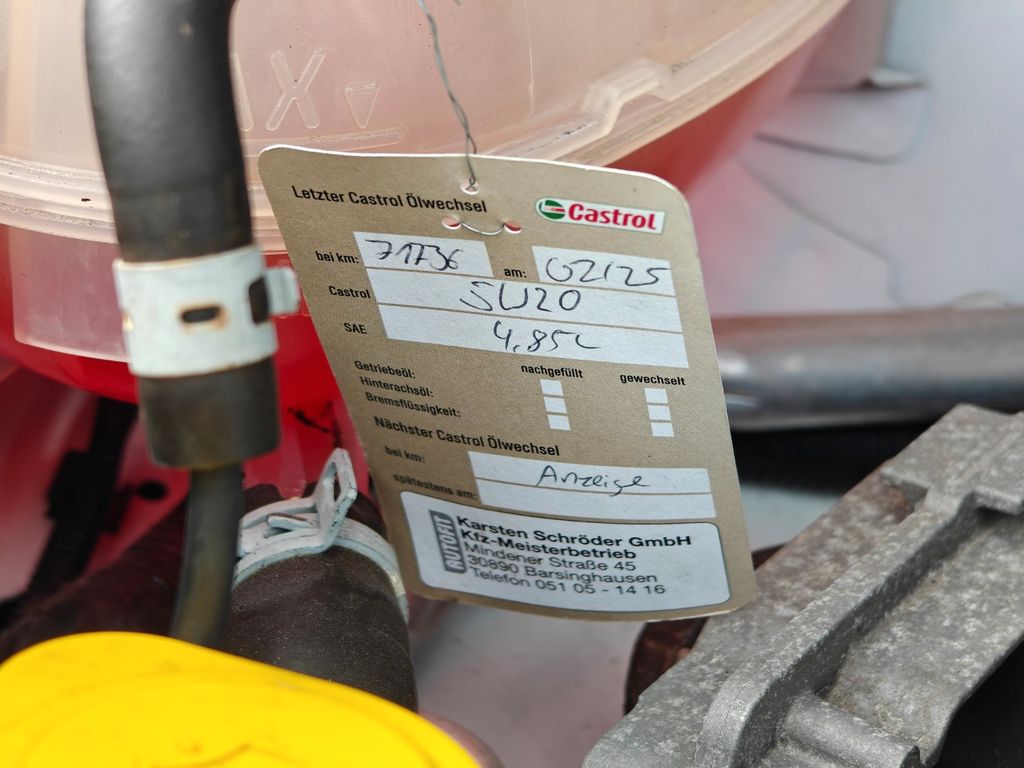 MAX
Letzter Castrol Ölwechsel
Castrol
bei km: 71736 am: 02/25
Castrol 5W20
SAE 4,85L
nachgefüllt gewechselt
Getriebeöl:
Hinterachsöl:
Bremsflüssigkeit:
Nächster Castrol Ölwechsel
bei km: Anzeige
spätestens am:
AUTOFIT
Karsten Schröder GmbH
Kfz-Meisterbetrieb
Mindener Straße 45
30890 Barsinghausen
Telefon 051 05 - 14 16